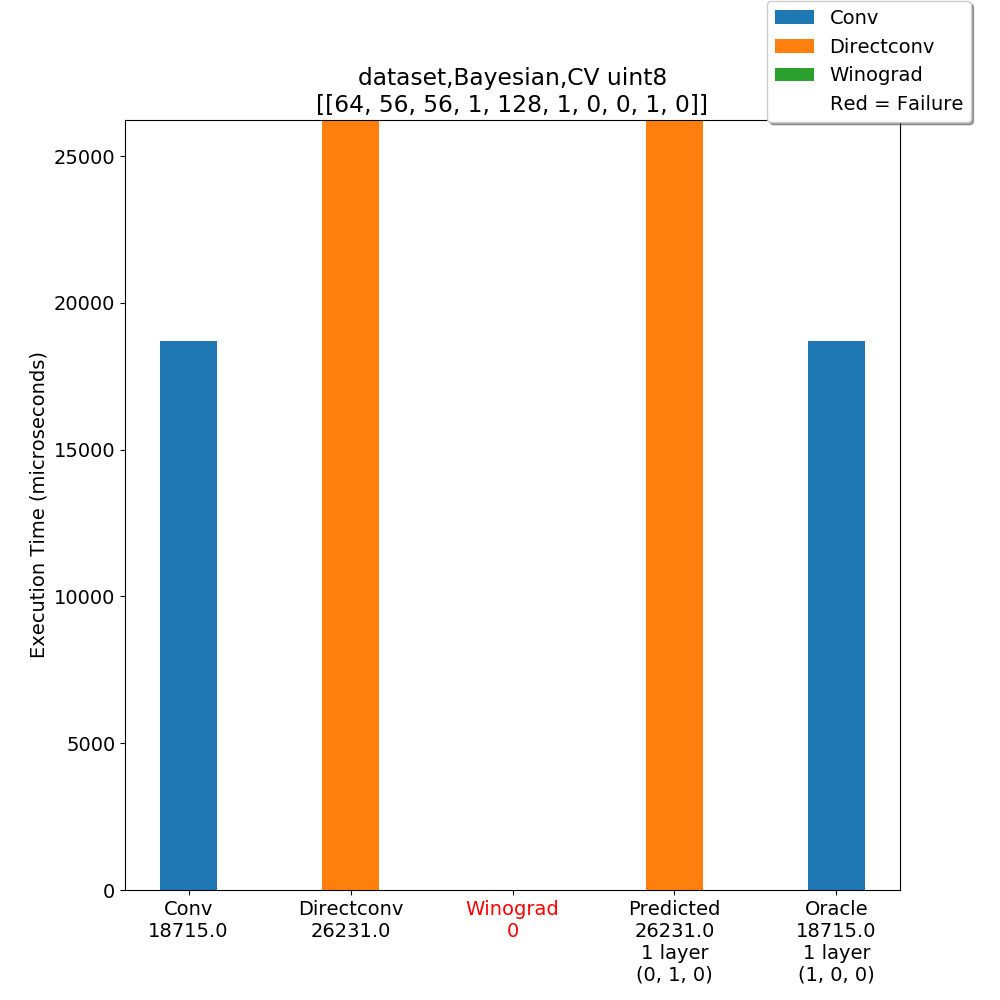 Conv
Directconv
Winograd
Red = Failure
dataset,Bayesian,CV uint8
[[64, 56, 56, 1, 128, 1, 0, 0, 1, 0]]
Execution Time (microseconds)
25000
20000
15000
10000
5000
0
Conv
18715.0
Directconv
26231.0
Winograd
0
Predicted
26231.0
1 layer
(0, 1, 0)
Oracle
18715.0
1 layer
(1, 0, 0)